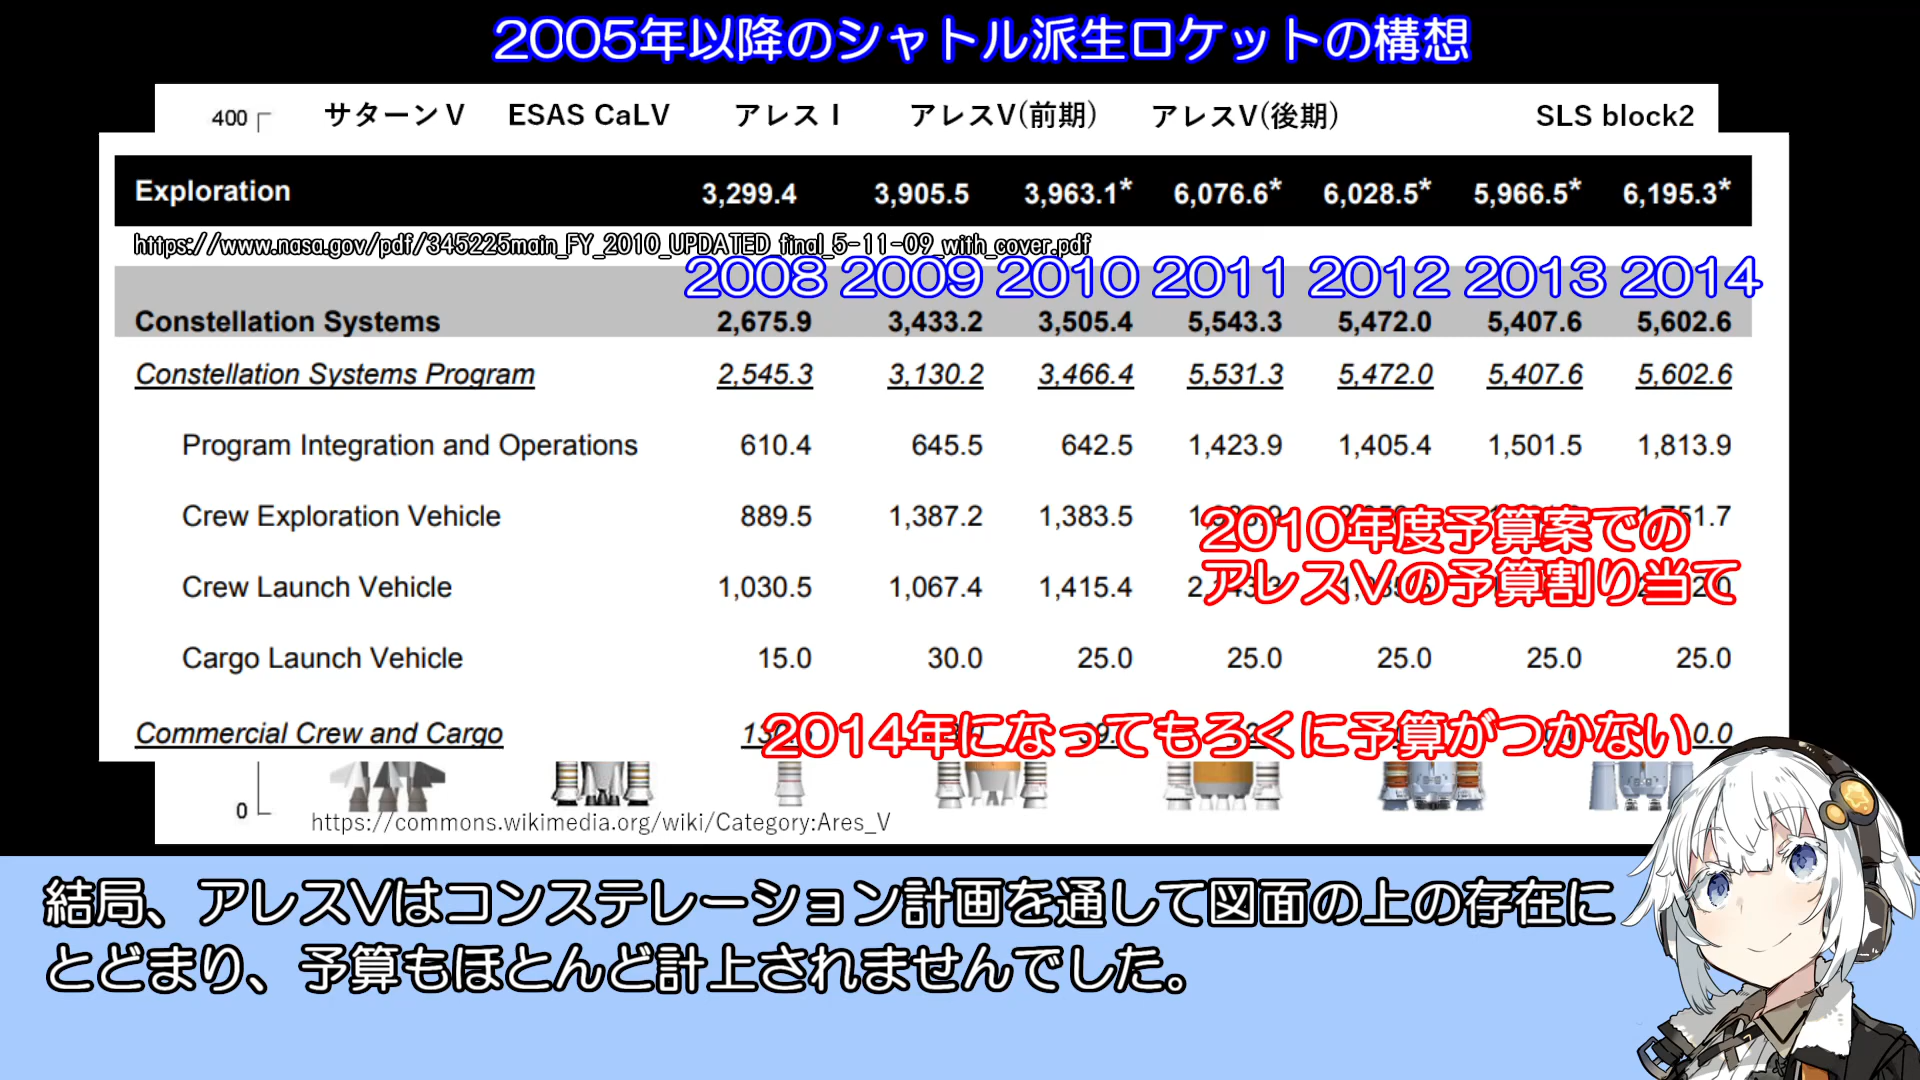 2005年以降のシャトル派生ロケットの構想
400 サターンV ESAS CaLV アレス I アレスV(前期) アレスV(後期) SLS block2
Exploration 3,299.4 3,905.5 3,963.1* 6,076.6* 6,028.5* 5,966.5* 6,195.3*
https://www.nasa.gov/pdf/345225main_FY_2010_UPDATED_final_5-11-09_with_cover.pdf
2008 2009 2010 2011 2012 2013 2014
Constellation Systems 2,675.9 3,433.2 3,505.4 5,543.3 5,472.0 5,407.6 5,602.6
Constellation Systems Program 2,545.3 3,130.2 3,466.4 5,531.3 5,472.0 5,407.6 5,602.6
Program Integration and Operations 610.4 645.5 642.5 1,423.9 1,405.4 1,501.5 1,813.9
Crew Exploration Vehicle 889.5 1,387.2 1,383.5
2010年度予算案での
アレスVの予算割り当て
Crew Launch Vehicle 1,030.5 1,067.4 1,415.4
Cargo Launch Vehicle 15.0 30.0 25.0 25.0 25.0 25.0 25.0
Commercial Crew and Cargo
2014年になってもろくに予算がつかない
0 https://commons.wikimedia.org/wiki/Category:Ares_V
結局、アレスVはコンステレーション計画を通して図面の上の存在に
とどまり、予算もほとんど計上されませんでした。